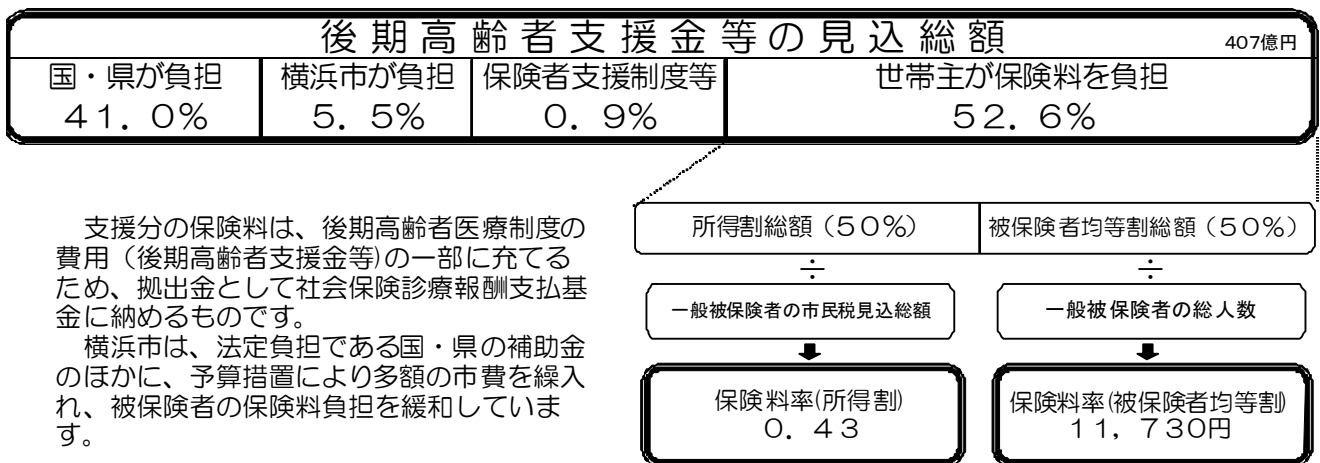 後期高齢者支援金等の見込総額 407億円
国・県が負担 横浜市が負担 保険者支援制度等 世帯主が保険料を負担
41.0% 5.5% 0.9% 52.6%
支援分の保険料は、後期高齢者医療制度の
費用(後期高齢者支援金等)の一部に充てる
ため、拠出金として社会保険診療報酬支払基
金に納めるものです。
横浜市は、法定負担である国・県の補助金
のほかに、予算措置により多額の市費を繰入
れ、被保険者の保険料負担を緩和していま
す。
所得割総額(50%) 被保険者均等割総額(50%)
÷ ÷
一般被保険者の市民税見込総額 一般被保険者の総人数
保険料率(所得割) 保険料率(被保険者均等割)
0.43 11,730円